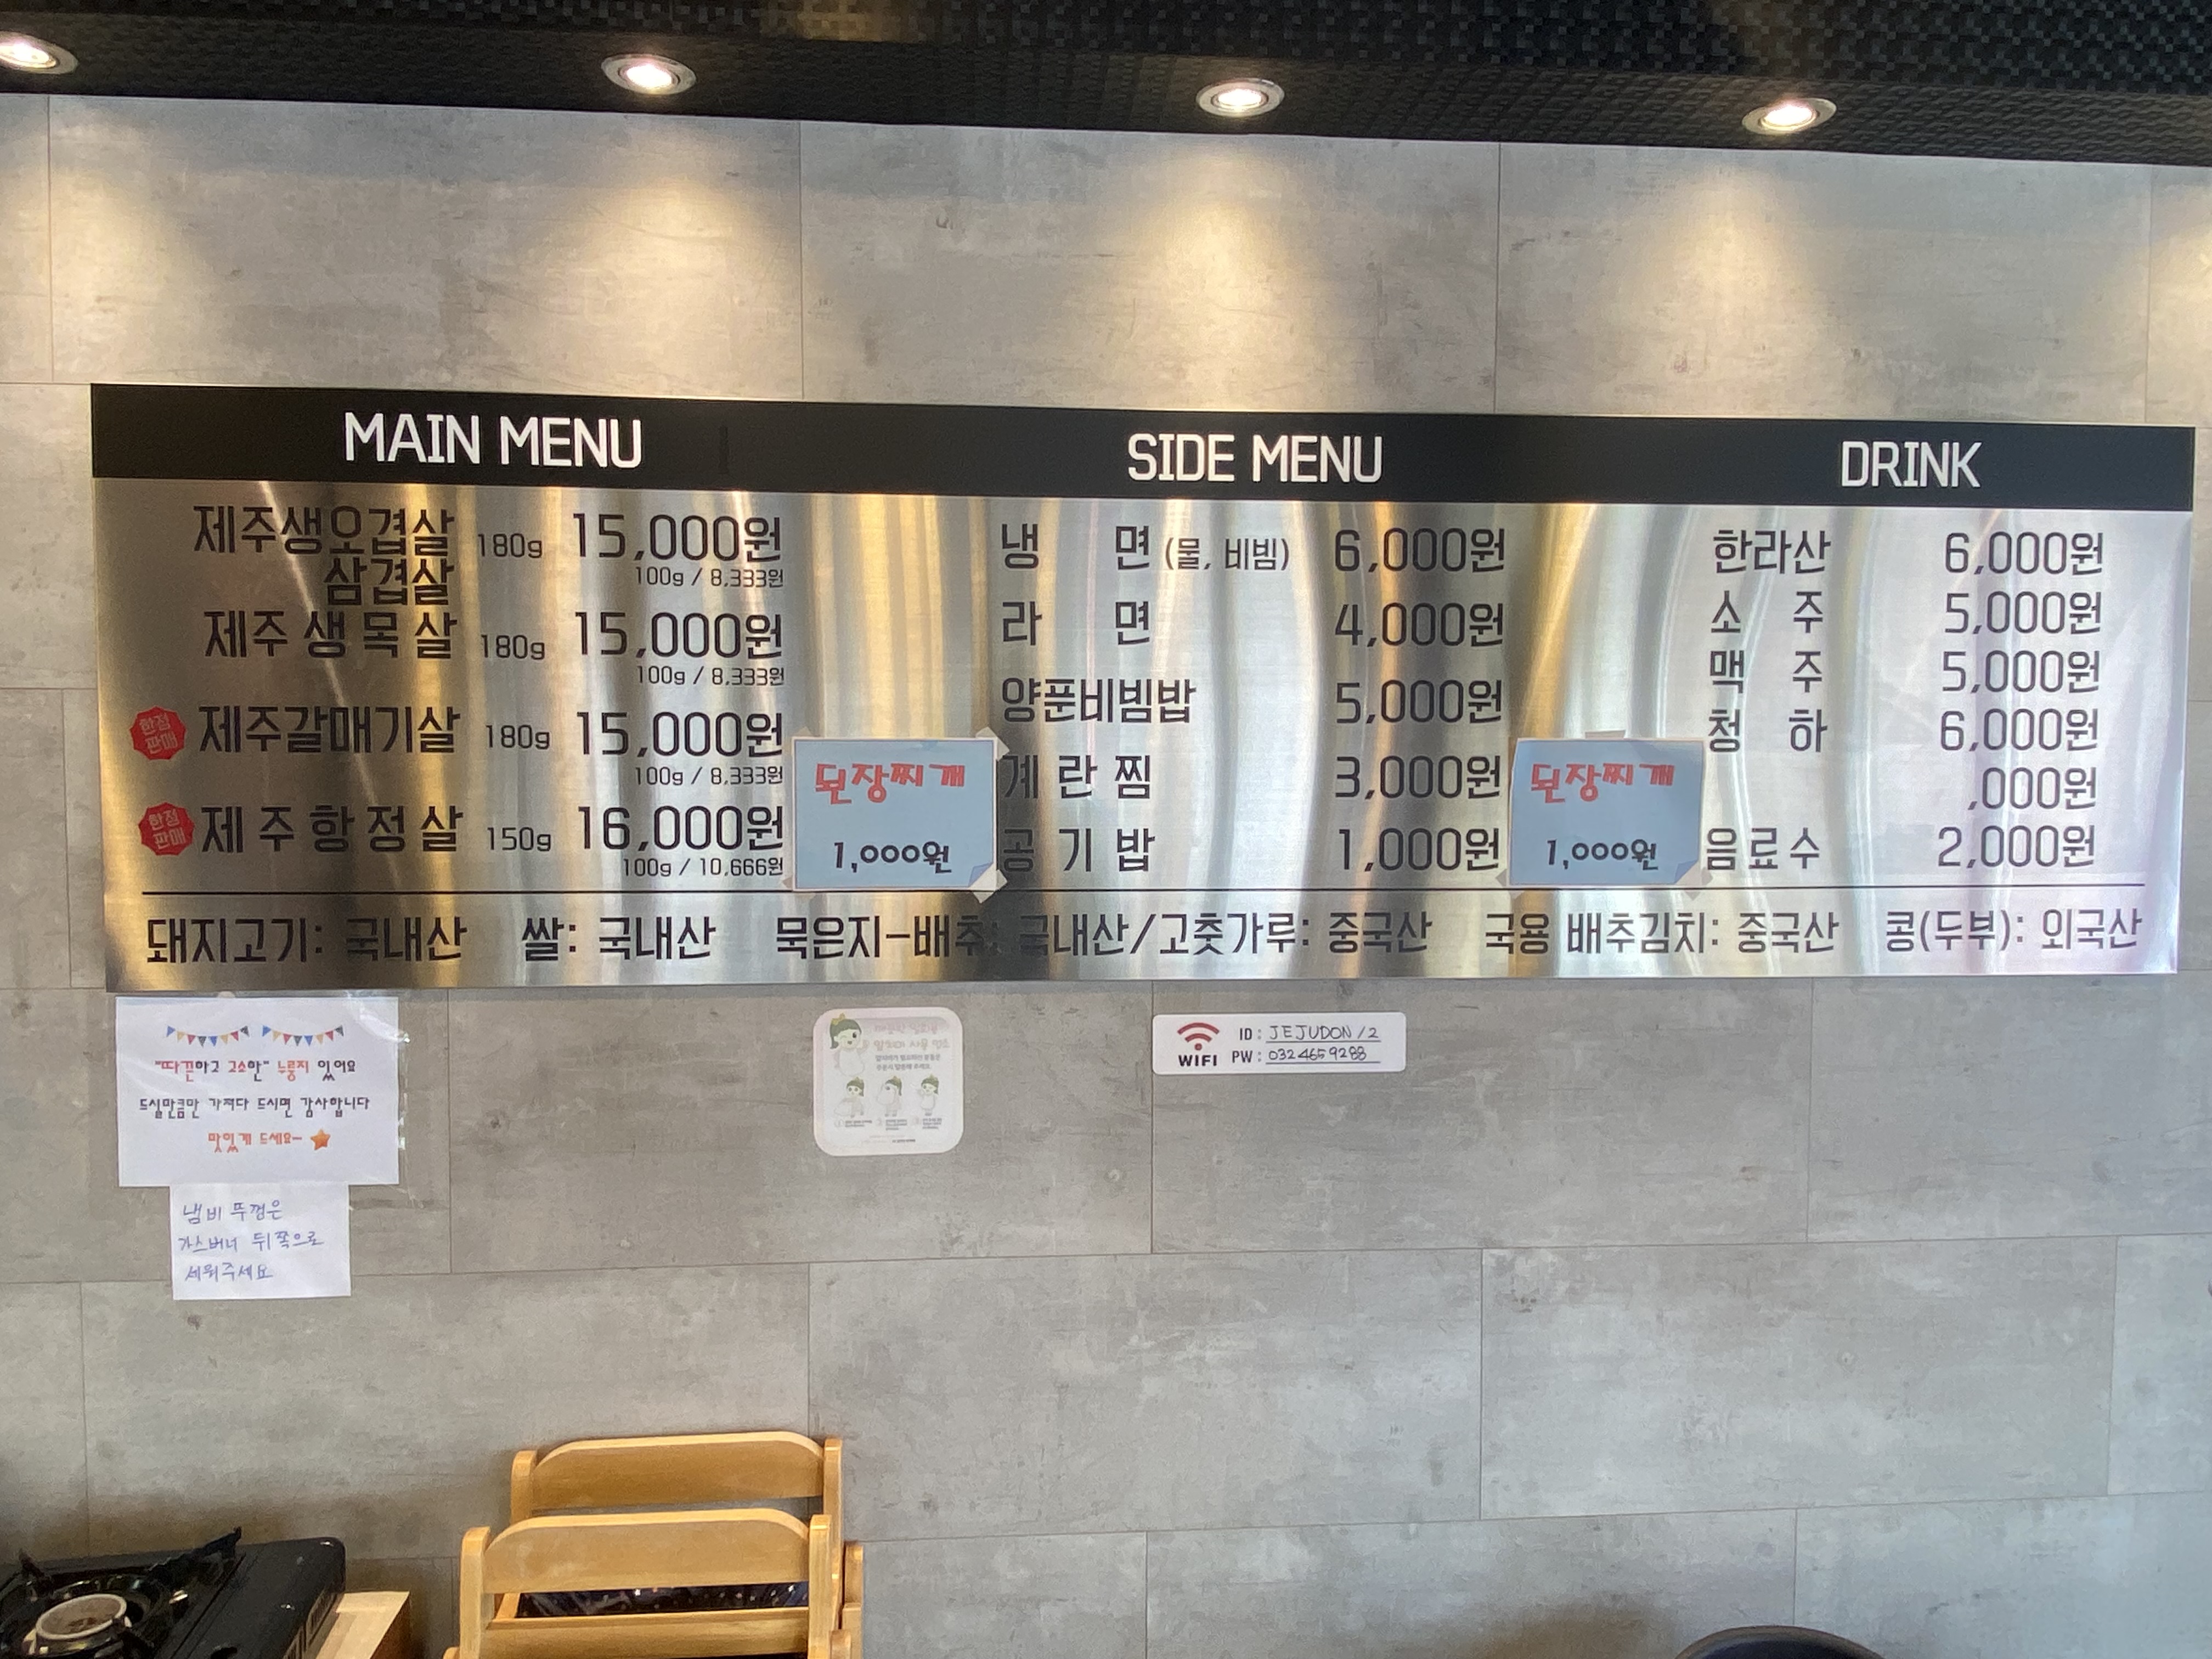 MAIN MENU
제주생오겹살 180g 15,000원
삼겹살 100g / 8,333원
제주생목살 180g 15,000원
100g / 8,333원
한정판매 제주갈매기살 180g 15,000원
100g / 8,333원
한정판매 제주항정살 150g 16,000원
100g / 10,666원
된장찌개
1,000원
SIDE MENU
냉면 (물, 비빔) 6,000원
라면 4,000원
양푼비빔밥 5,000원
계란찜 3,000원
공기밥 1,000원
된장찌개
1,000원
DRINK
한라산 6,000원
소주 5,000원
맥주 5,000원
청하 6,000원
,000원
음료수 2,000원
돼지고기: 국내산 쌀: 국내산 묵은지-배추: 국내산/고춧가루: 중국산 국용 배추김치: 중국산 콩(두부): 외국산
"따끈하고 고소한" 누룽지 있어요
드실만큼만 가져다 드시면 감사합니다
맛있게 드세요~
냄비 뚜껑은
가스버너 뒤쪽으로
세워주세요
WIFI
ID : JEJUDON/2
PW : 0324659288